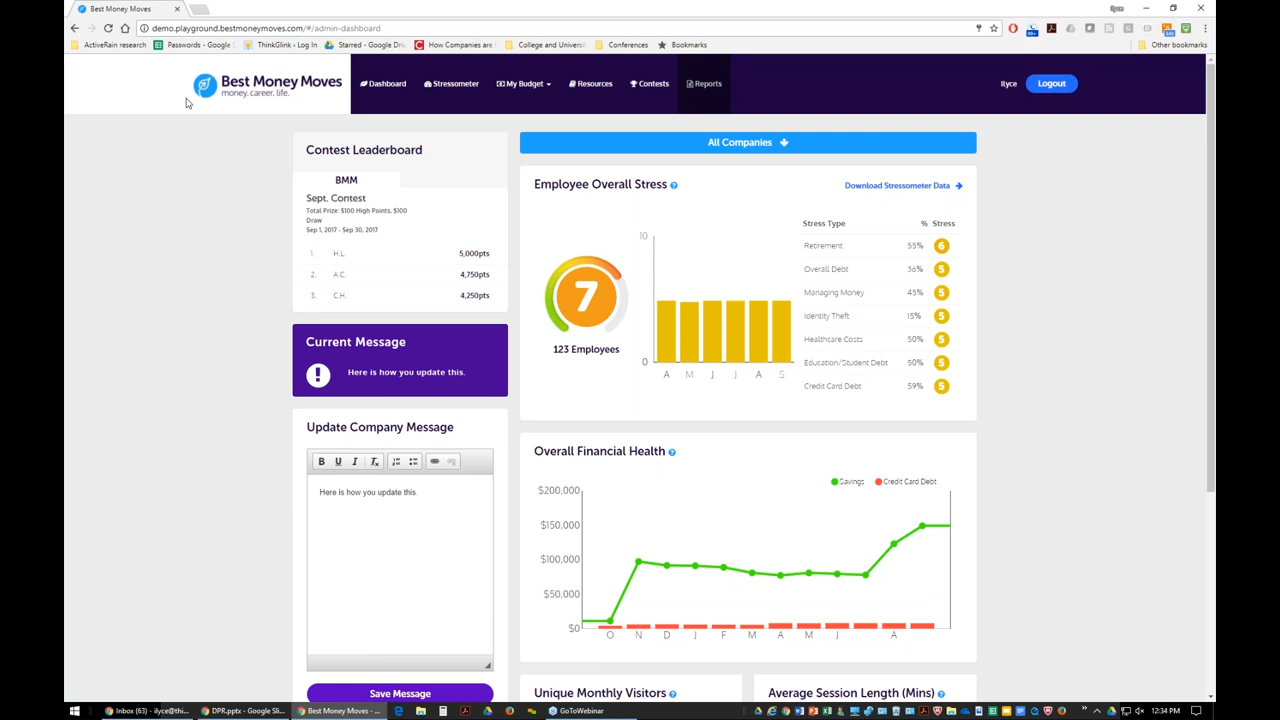 Best Money Moves
Ilyce
demo.playground.bestmoneymoves.com/#/admin-dashboard
ActiveRain research
Passwords - Google
ThinkGlink › Log In
Starred - Google Driv
How Companies are
College and Univers
Conferences
Bookmarks
Other bookmarks
Best Money Moves
money. career. life.
Dashboard
Stressometer
My Budget
Resources
Contests
Reports
Ilyce
Logout
Contest Leaderboard
BMM
Sept. Contest
Total Prize: $100 High Points, $100
Draw
Sep 1, 2017 - Sep 30, 2017
1. H.L. 5,000pts
2. A.C. 4,750pts
3. C.H. 4,250pts
Current Message
Here is how you update this.
Update Company Message
B U I Tx
Here is how you update this.
Save Message
All Companies
Employee Overall Stress
Download Stressometer Data
7
123 Employees
10
0
A M J J A S
Stress Type % Stress
Retirement 55% 6
Overall Debt 36% 5
Managing Money 45% 5
Identity Theft 15% 5
Healthcare Costs 50% 5
Education/Student Debt 50% 5
Credit Card Debt 59% 5
Overall Financial Health
Savings Credit Card Debt
$200,000
$150,000
$100,000
$50,000
$0
O N D J F M A M J A
Unique Monthly Visitors
Average Session Length (Mins)
Inbox (63) - ilyce@thi...
DPR.pptx - Google Sli...
Best Money Moves - ...
GoToWebinar
12:34 PM